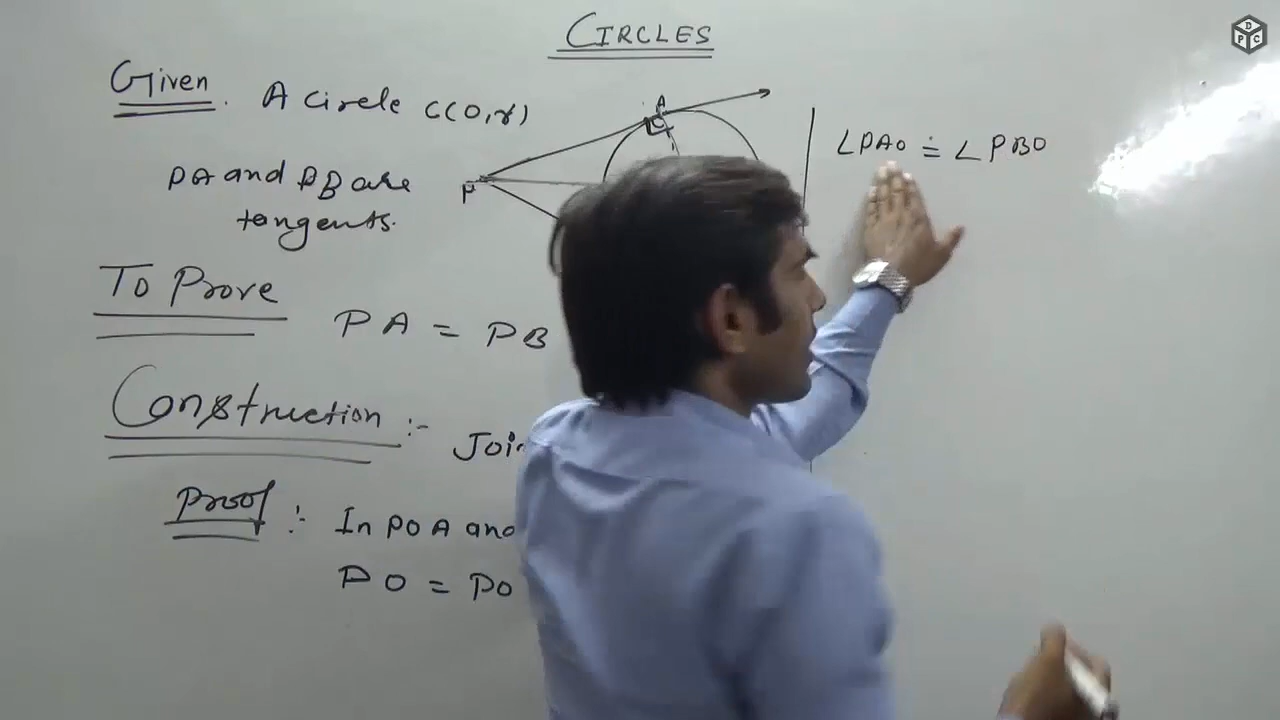 CIRCLES
Given. A circle C(O,r)
PA and PB are
tangents.
To Prove
PA = PB
Construction :-
Proof :- In POA and
PO = PO
P
A
∠PAO = ∠PBO
D
P C